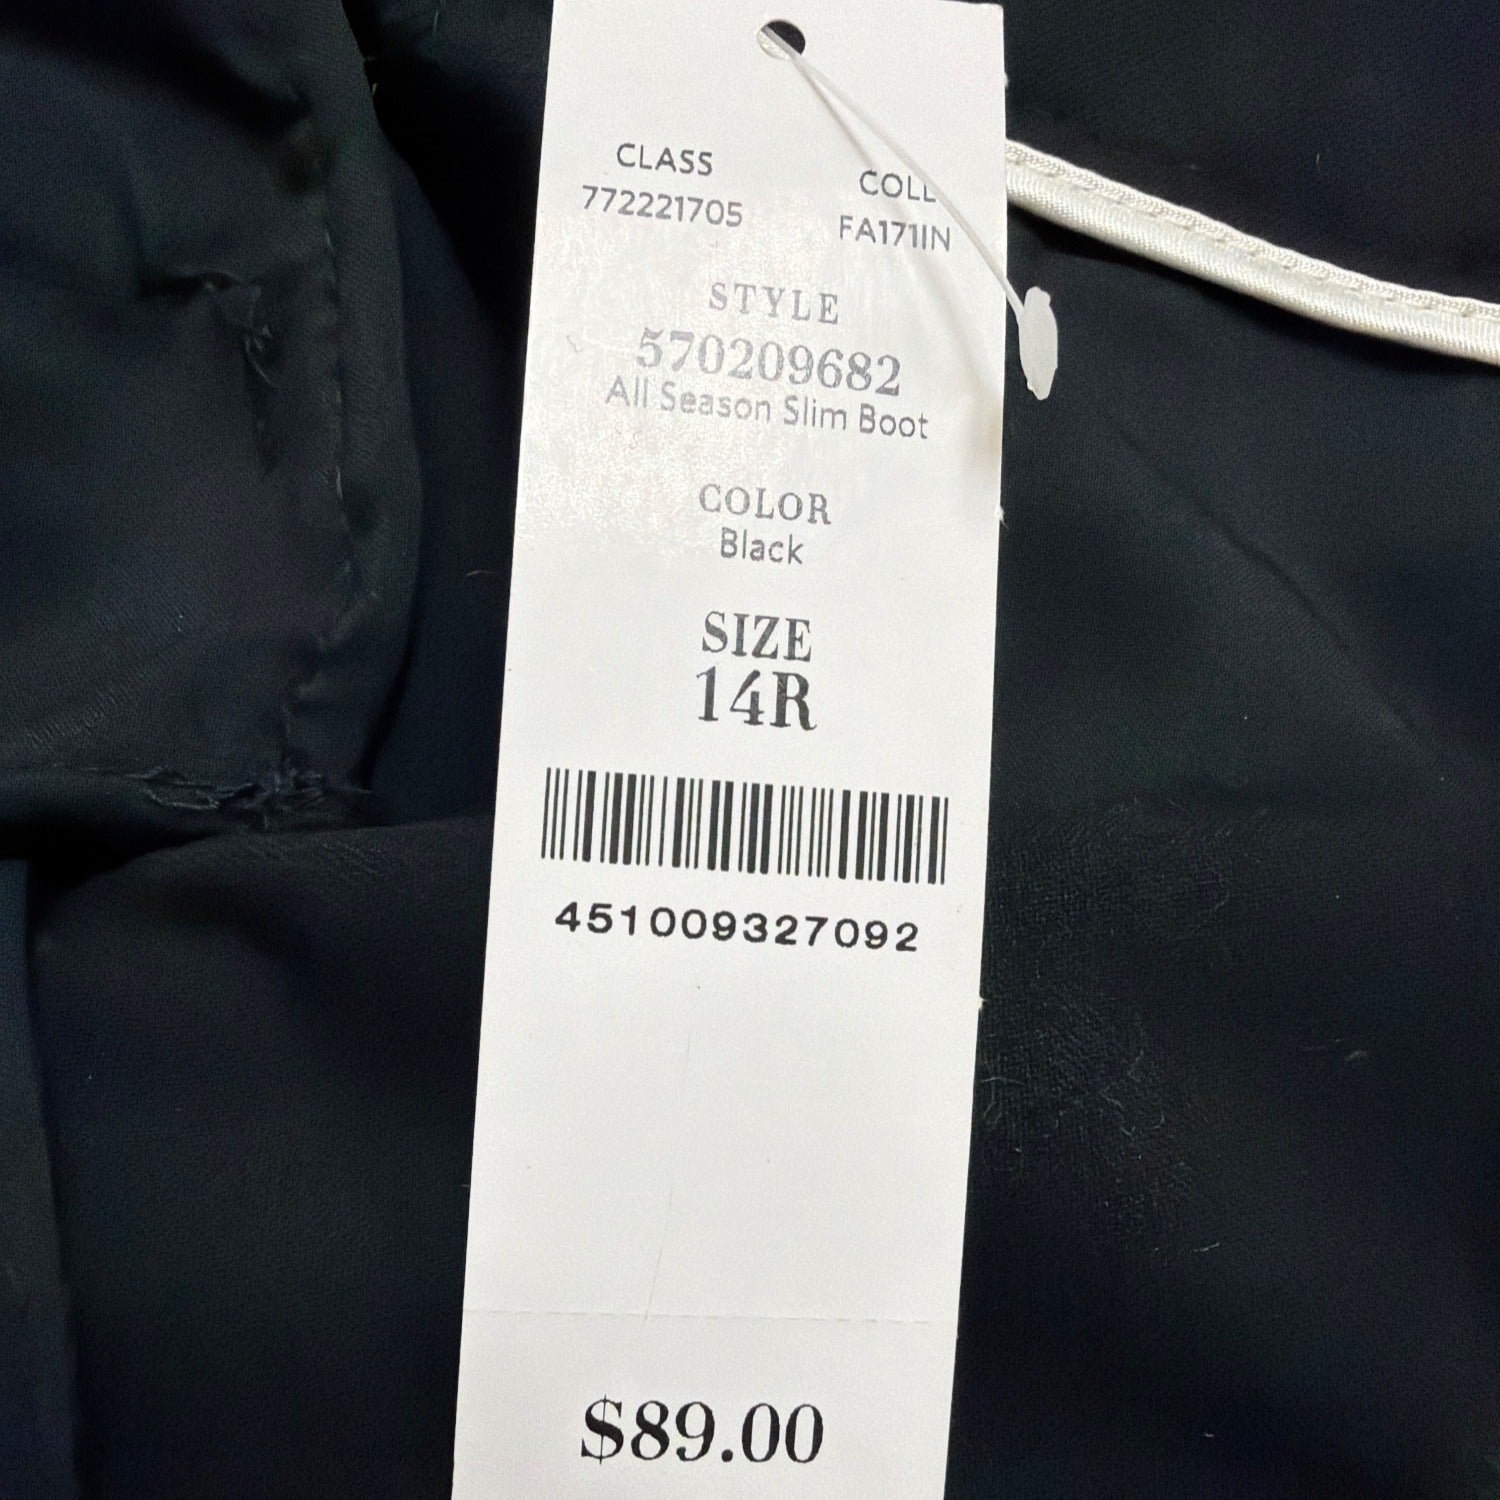 CLASS
772221705
COLL
FA171IN
STYLE
570209682
All Season Slim Boot
COLOR
Black
SIZE
14R
451009327092
$89.00